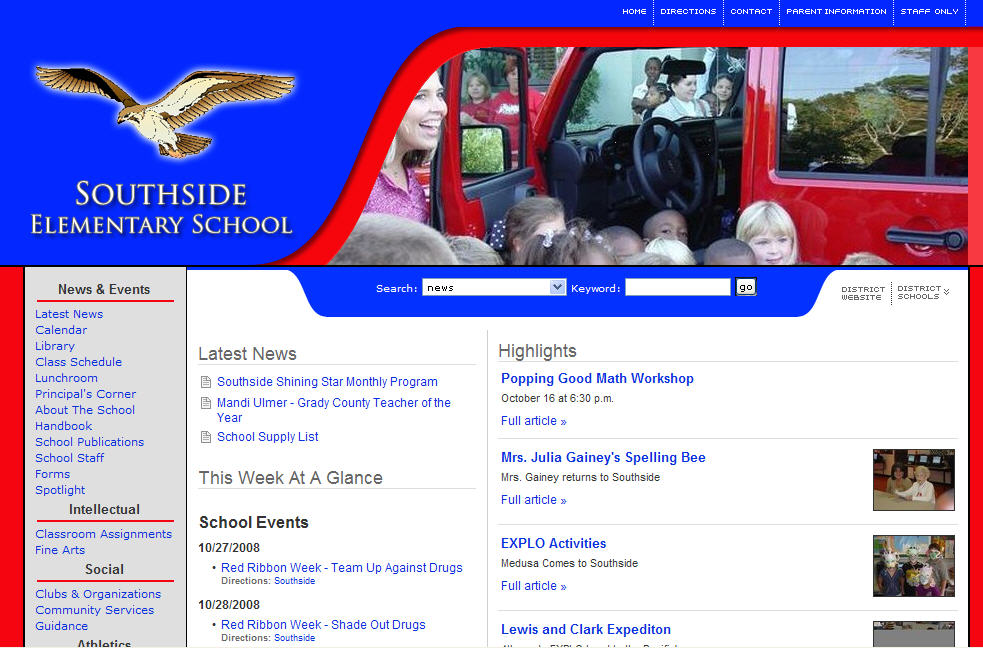 HOME DIRECTIONS CONTACT PARENT INFORMATION STAFF ONLY
SOUTHSIDE
ELEMENTARY SCHOOL
Search: news Keyword: go
DISTRICT WEBSITE
DISTRICT SCHOOLS
News & Events
Latest News
Calendar
Library
Class Schedule
Lunchroom
Principal's Corner
About The School
Handbook
School Publications
School Staff
Forms
Spotlight
Intellectual
Classroom Assignments
Fine Arts
Social
Clubs & Organizations
Community Services
Guidance
Athletics
Latest News
Southside Shining Star Monthly Program
Mandi Ulmer - Grady County Teacher of the
Year
School Supply List
This Week At A Glance
School Events
10/27/2008
• Red Ribbon Week - Team Up Against Drugs
Directions: Southside
10/28/2008
• Red Ribbon Week - Shade Out Drugs
Directions: Southside
Highlights
Popping Good Math Workshop
October 16 at 6:30 p.m.
Full article »
Mrs. Julia Gainey's Spelling Bee
Mrs. Gainey returns to Southside
Full article »
EXPLO Activities
Medusa Comes to Southside
Full article »
Lewis and Clark Expediton